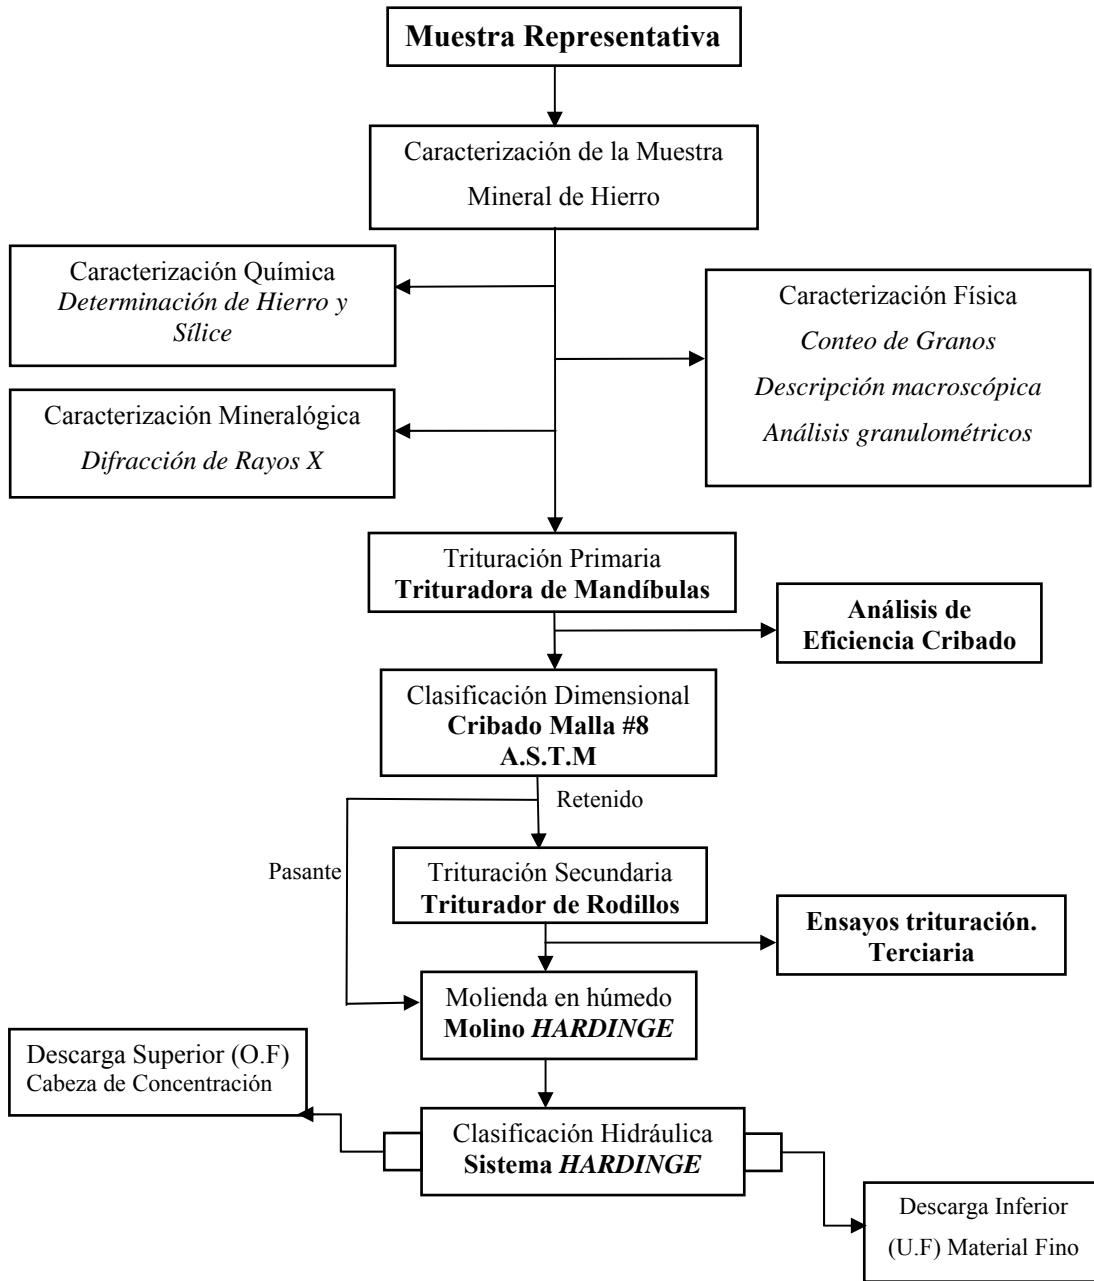 Muestra Representativa
Caracterización de la Muestra
Mineral de Hierro
Caracterización Química
Determinación de Hierro y
Sílice
Caracterización Física
Conteo de Granos
Descripción macroscópica
Análisis granulométricos
Caracterización Mineralógica
Difracción de Rayos X
Trituración Primaria
Trituradora de Mandíbulas
Análisis de
Eficiencia Cribado
Clasificación Dimensional
Cribado Malla #8
A.S.T.M
Retenido
Pasante
Trituración Secundaria
Triturador de Rodillos
Ensayos trituración.
Terciaria
Molienda en húmedo
Molino HARDINGE
Descarga Superior (O.F)
Cabeza de Concentración
Clasificación Hidráulica
Sistema HARDINGE
Descarga Inferior
(U.F) Material Fino